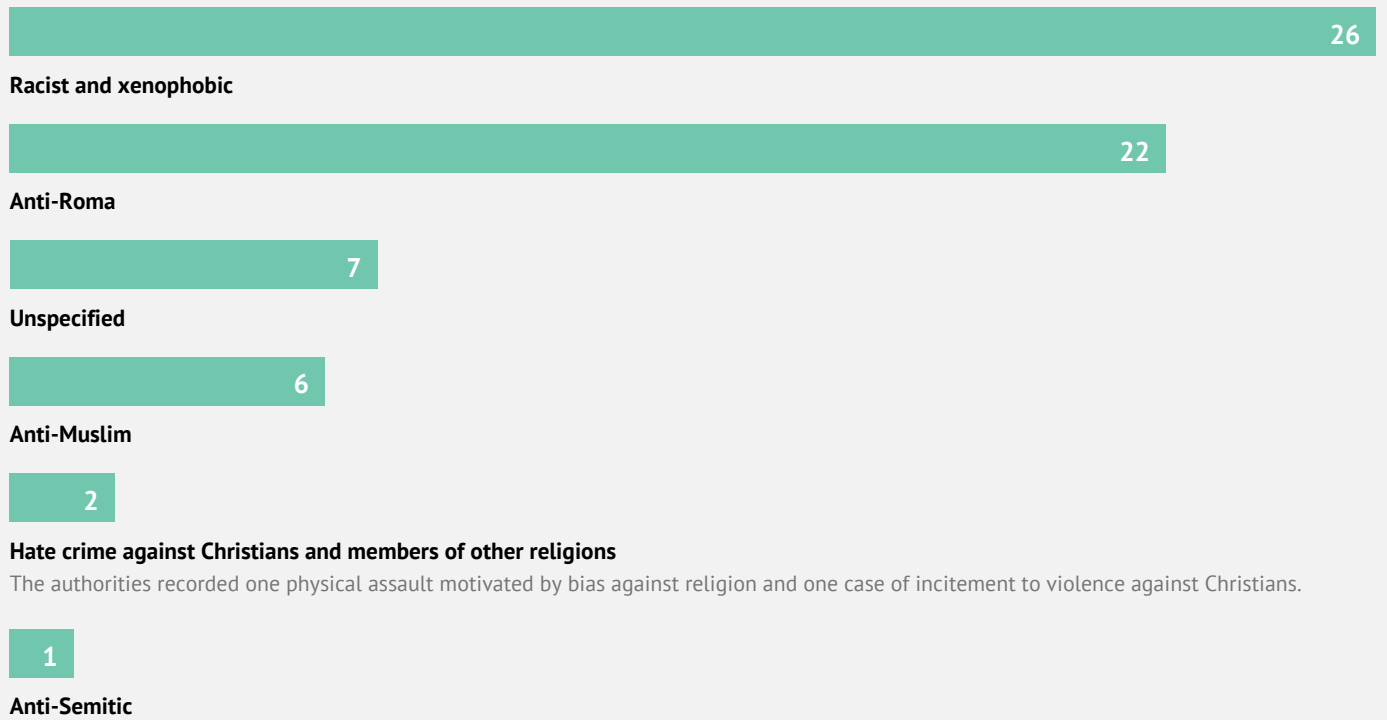 26
Racist and xenophobic
22
Anti-Roma
7
Unspecified
6
Anti-Muslim
2
Hate crime against Christians and members of other religions
The authorities recorded one physical assault motivated by bias against religion and one case of incitement to violence against Christians.
1
Anti-Semitic